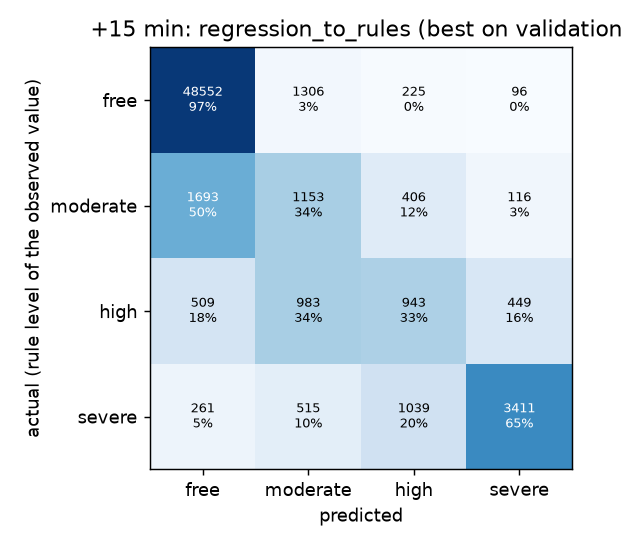 +15 min: regression_to_rules (best on validation
actual (rule level of the observed value)
free
48552
97%
1306
3%
225
0%
96
0%
moderate
1693
50%
1153
34%
406
12%
116
3%
high
509
18%
983
34%
943
33%
449
16%
severe
261
5%
515
10%
1039
20%
3411
65%
free
moderate
high
severe
predicted